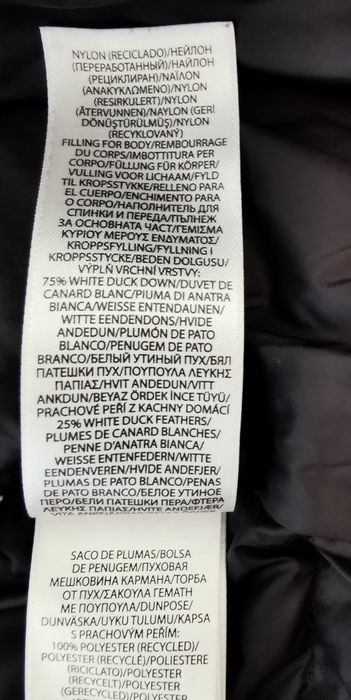 NYLON (RECICLADO)/НЕЙЛОН
(ПЕРЕРАБОТАННЫЙ)/НАЙЛОН
(РЕЦИКЛИРАН)/ΝΑΪΛΟΝ
(ΑΝΑΚΥΚΛΩΜΕΝΟ)/NYLON
(RESIRKULERT)/NYLON
(ÅTERVUNNEN)/NAYLON (GERİ
DÖNÜŞTÜRÜLMÜŞ)/NYLON
(RECYKLOVANÝ)
FILLING FOR BODY/REMBOURRAGE
DU CORPS/IMBOTTITURA PER
CORPO/FÜLLUNG FÜR KÖRPER/
VULLING VOOR LICHAAM/FYLD
TIL KROPSSTYKKE/RELLENO PARA
EL CUERPO/ENCHIMENTO PARA
O CORPO/НАПОЛНИТЕЛЬ ДЛЯ
СПИНКИ И ПЕРЕДА/ПЪЛНЕЖ
ЗА ОСНОВНАТА ЧАСТ/ΓΕΜΙΣΜΑ
ΚΥΡΙΟΥ ΜΕΡΟΥΣ ΕΝΔΥΜΑΤΟΣ/
KROPPSFYLLING/FYLLNING I
KROPPSSTYCKE/BEDEN DOLGUSU/
VÝPLŇ VRCHNÍ VRSTVY:
75% WHITE DUCK DOWN/DUVET DE
CANARD BLANC/PIUMA DI ANATRA
BIANCA/WEISSE ENTENDAUNEN/
WITTE EENDENDONS/HVIDE
ANDEDUN/PLUMÓN DE PATO
BLANCO/PENUGEM DE PATO
BRANCO/БЕЛЫЙ УТИНЫЙ ПУХ/БЯЛ
ПАТЕШКИ ПУХ/ΠΟΥΠΟΥΛΑ ΛΕΥΚΗΣ
ΠΑΠΙΑΣ/HVIT ANDEDUN/VITT
ANKDUN/BEYAZ ÖRDEK İNCE TÜYÜ/
PRACHOVÉ PEŘÍ Z KACHNY DOMÁCÍ
25% WHITE DUCK FEATHERS/
PLUMES DE CANARD BLANCHES/
PENNE D'ANATRA BIANCA/
WEISSE ENTENFEDERN/WITTE
EENDENVEREN/HVIDE ANDEFJER/
PLUMAS DE PATO BLANCO/PENAS
DE PATO BRANCO/БЕЛОЕ УТИНОЕ
ПЕРО/БЕЛИ ПАТЕШКИ ПЕРА/ΦΤΕΡΑ
ΛΕΥΚΗΣ ΠΑΠΙΑΣ/HVITE ANDEFJÆR/
SACO DE PLUMAS/BOLSA
DE PENUGEM/ПУХОВАЯ
МЕШКОВИНА КАРМАНА/ТОРБА
ОТ ПУХ/ΣΑΚΟΥΛΑ ΓΕΜΑΤΗ
ΜΕ ΠΟΥΠΟΥΛΑ/DUNPOSE/
DUNVÄSKA/UYKU TULUMU/KAPSA
S PRACHOVÝM PEŘÍM:
100% POLYESTER (RECYCLED)/
POLYESTER (RECYCLÉ)/POLIESTERE
(RICICLATO)/POLYESTER
(RECYCELT)/POLYESTER
(GERECYCLED)/POLYESTER